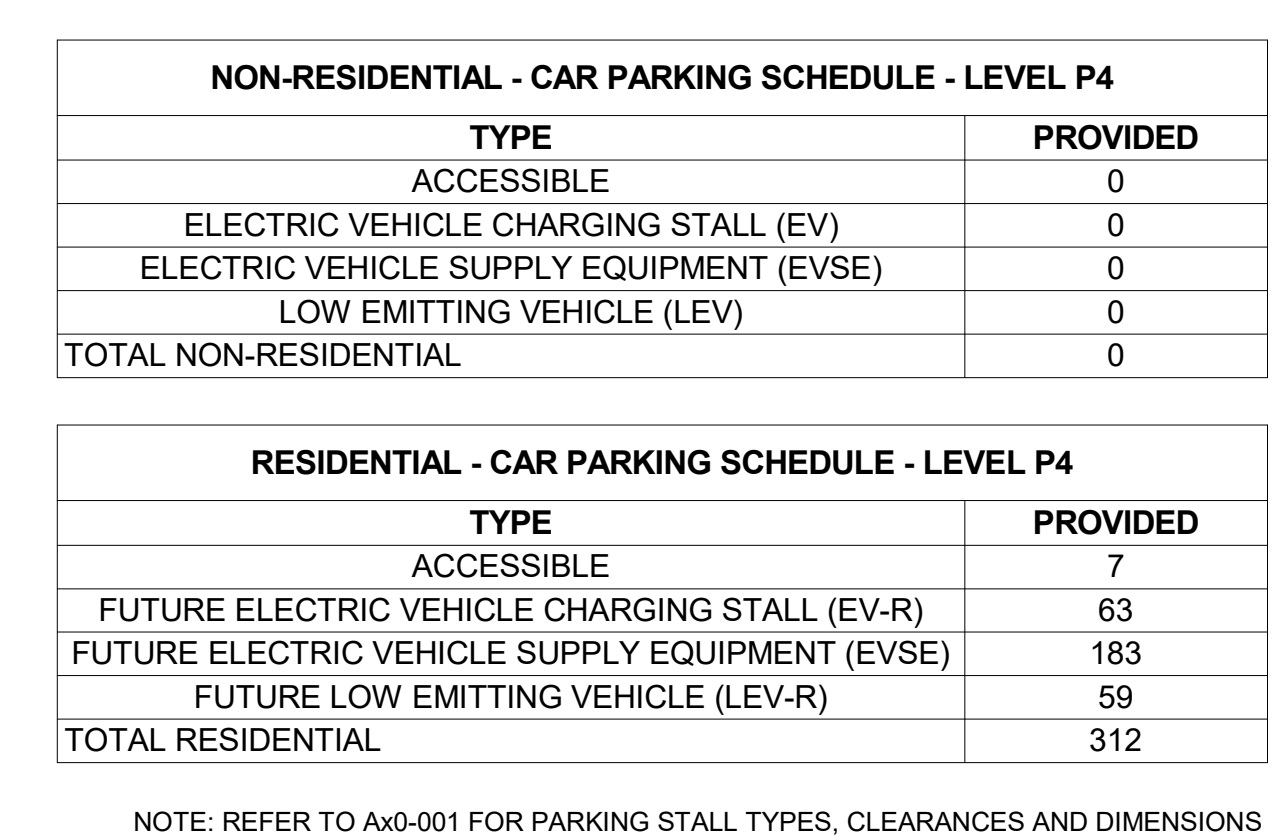 NON-RESIDENTIAL - CAR PARKING SCHEDULE - LEVEL P4
TYPE PROVIDED
ACCESSIBLE 0
ELECTRIC VEHICLE CHARGING STALL (EV) 0
ELECTRIC VEHICLE SUPPLY EQUIPMENT (EVSE) 0
LOW EMITTING VEHICLE (LEV) 0
TOTAL NON-RESIDENTIAL 0
RESIDENTIAL - CAR PARKING SCHEDULE - LEVEL P4
TYPE PROVIDED
ACCESSIBLE 7
FUTURE ELECTRIC VEHICLE CHARGING STALL (EV-R) 63
FUTURE ELECTRIC VEHICLE SUPPLY EQUIPMENT (EVSE) 183
FUTURE LOW EMITTING VEHICLE (LEV-R) 59
TOTAL RESIDENTIAL 312
NOTE: REFER TO Ax0-001 FOR PARKING STALL TYPES, CLEARANCES AND DIMENSIONS